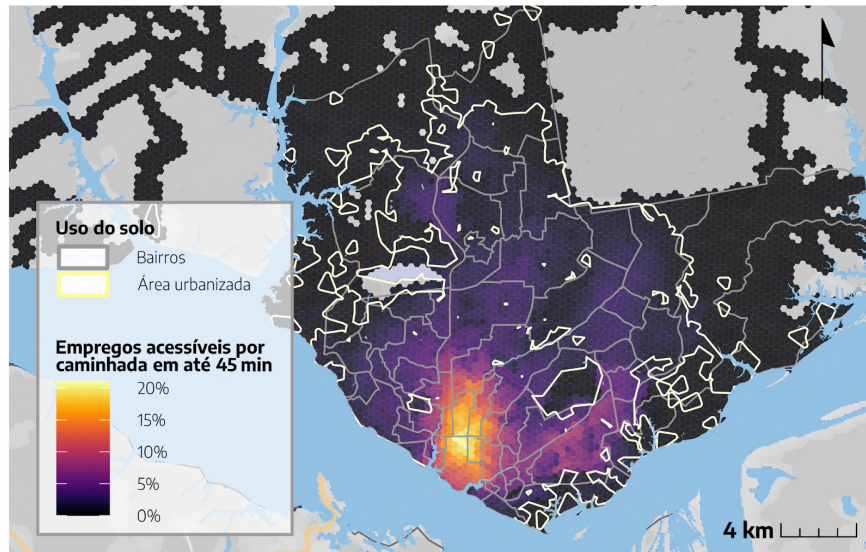 Uso do solo
Bairros
Área urbanizada
Empregos acessíveis por
caminhada em até 45 min
20%
15%
10%
5%
0%
4 km